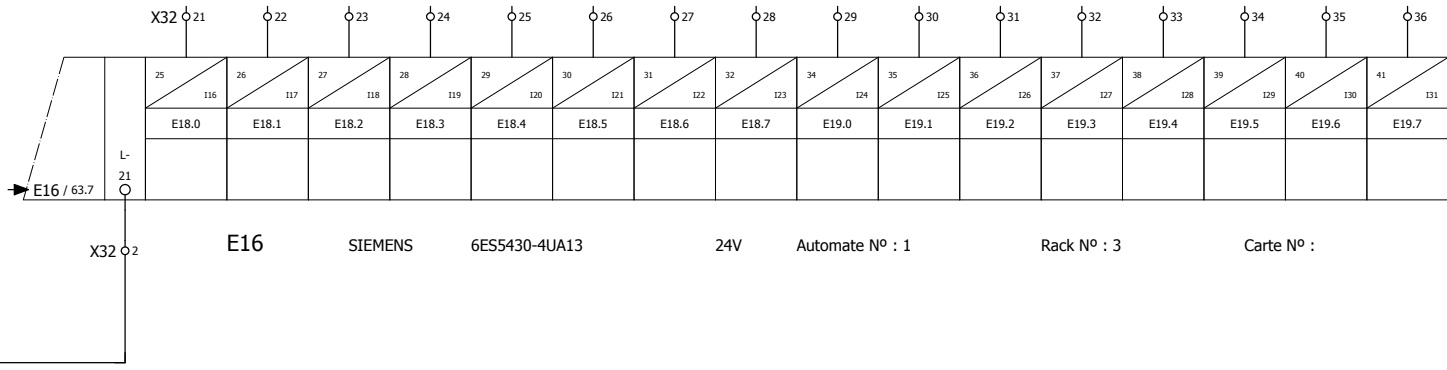 X32 21 22 23 24 25 26 27 28 29 30 31 32 33 34 35 36
25 26 27 28 29 30 31 32 34 35 36 37 38 39 40 41
I16 I17 I18 I19 I20 I21 I22 I23 I24 I25 I26 I27 I28 I29 I30 I31
E18.0 E18.1 E18.2 E18.3 E18.4 E18.5 E18.6 E18.7 E19.0 E19.1 E19.2 E19.3 E19.4 E19.5 E19.6 E19.7
L-
21
E16 / 63.7
X32 2
E16 SIEMENS 6ES5430-4UA13 24V Automate Nº : 1 Rack Nº : 3 Carte Nº :